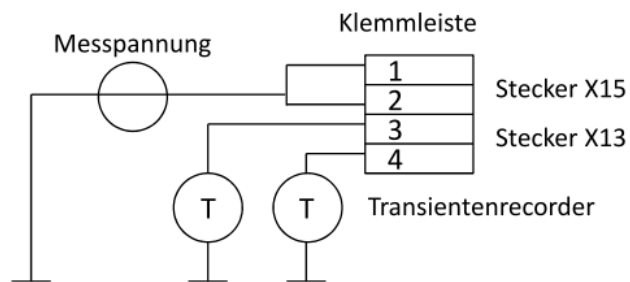 Klemmleiste
Messpannung
1
2
Stecker X15
3
Stecker X13
4
T
T
Transientenrecorder